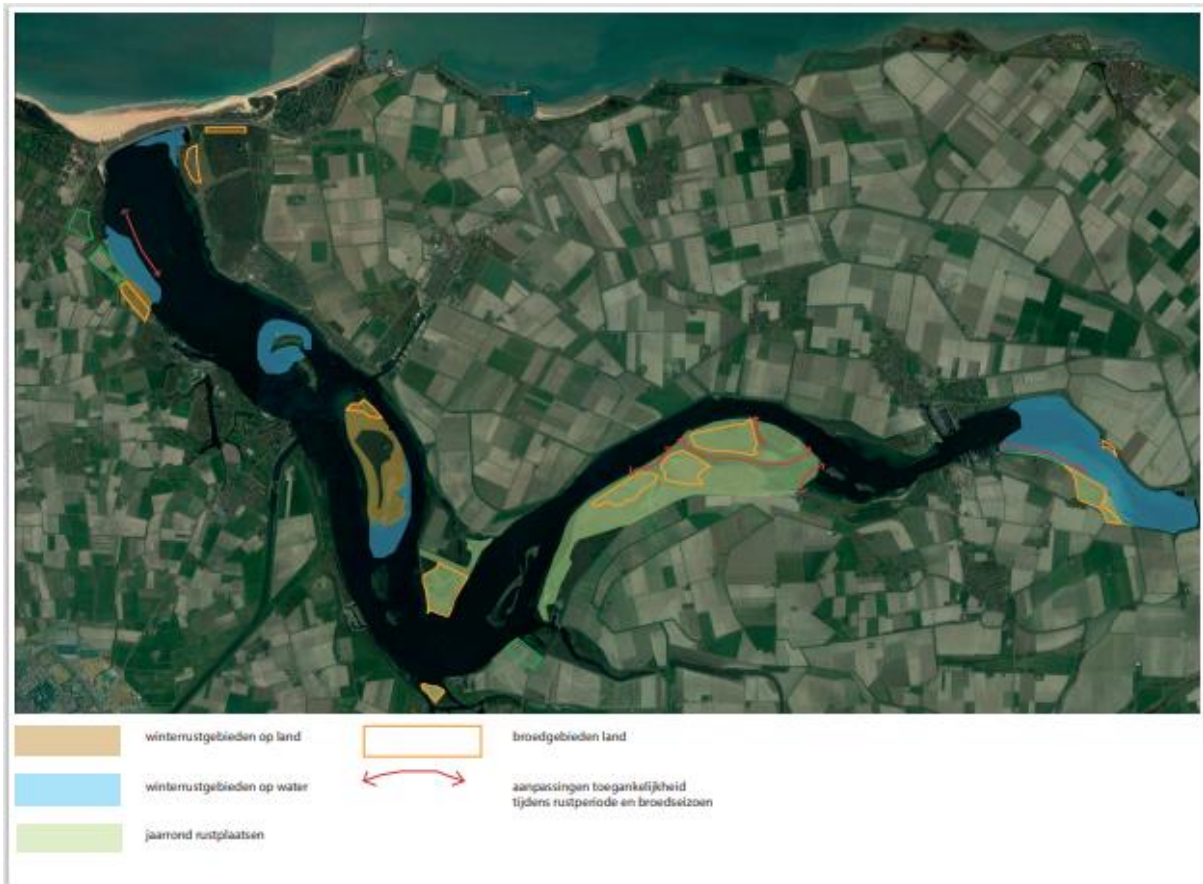 winterrustgebieden op land
broedgebieden land
winterrustgebieden op water
aanpassingen toegankelijkheid
tijdens rustperiode en broedseizoen
jaarrond rustplaatsen